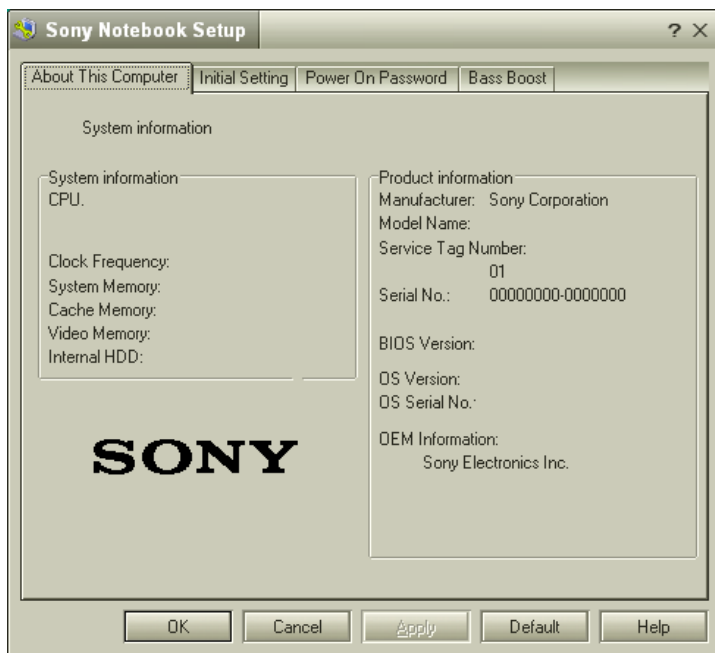 Sony Notebook Setup
About This Computer
Initial Setting
Power On Password
Bass Boost
System information
System information
CPU.
Clock Frequency:
System Memory:
Cache Memory:
Video Memory:
Internal HDD:
SONY
Product information
Manufacturer: Sony Corporation
Model Name:
Service Tag Number:
01
Serial No.: 00000000-0000000
BIOS Version:
OS Version:
OS Serial No.
OEM Information:
Sony Electronics Inc.
OK
Cancel
Apply
Default
Help